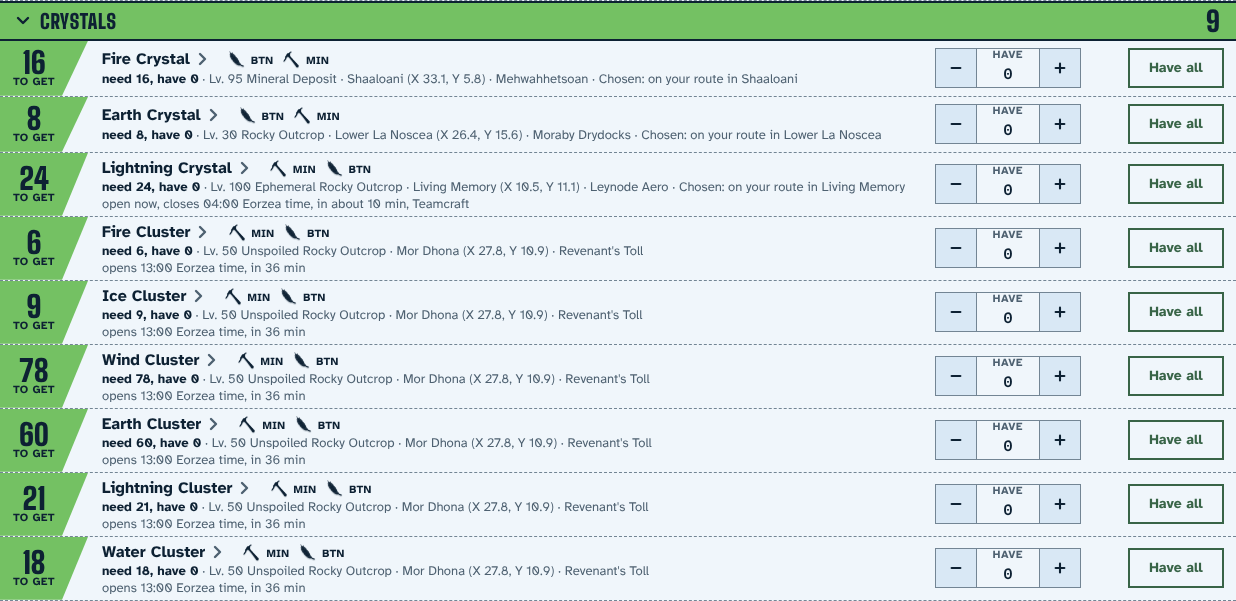 CRYSTALS 9
16 TO GET
Fire Crystal BTN MIN
need 16, have 0 · Lv. 95 Mineral Deposit · Shaaloani (X 33.1, Y 5.8) · Mehwahhetsoan · Chosen: on your route in Shaaloani
− HAVE 0 + Have all
8 TO GET
Earth Crystal BTN MIN
need 8, have 0 · Lv. 30 Rocky Outcrop · Lower La Noscea (X 26.4, Y 15.6) · Moraby Drydocks · Chosen: on your route in Lower La Noscea
− HAVE 0 + Have all
24 TO GET
Lightning Crystal MIN BTN
need 24, have 0 · Lv. 100 Ephemeral Rocky Outcrop · Living Memory (X 10.5, Y 11.1) · Leynode Aero · Chosen: on your route in Living Memory
open now, closes 04:00 Eorzea time, in about 10 min, Teamcraft
− HAVE 0 + Have all
6 TO GET
Fire Cluster MIN BTN
need 6, have 0 · Lv. 50 Unspoiled Rocky Outcrop · Mor Dhona (X 27.8, Y 10.9) · Revenant's Toll
opens 13:00 Eorzea time, in 36 min
− HAVE 0 + Have all
9 TO GET
Ice Cluster MIN BTN
need 9, have 0 · Lv. 50 Unspoiled Rocky Outcrop · Mor Dhona (X 27.8, Y 10.9) · Revenant's Toll
opens 13:00 Eorzea time, in 36 min
− HAVE 0 + Have all
78 TO GET
Wind Cluster MIN BTN
need 78, have 0 · Lv. 50 Unspoiled Rocky Outcrop · Mor Dhona (X 27.8, Y 10.9) · Revenant's Toll
opens 13:00 Eorzea time, in 36 min
− HAVE 0 + Have all
60 TO GET
Earth Cluster MIN BTN
need 60, have 0 · Lv. 50 Unspoiled Rocky Outcrop · Mor Dhona (X 27.8, Y 10.9) · Revenant's Toll
opens 13:00 Eorzea time, in 36 min
− HAVE 0 + Have all
21 TO GET
Lightning Cluster MIN BTN
need 21, have 0 · Lv. 50 Unspoiled Rocky Outcrop · Mor Dhona (X 27.8, Y 10.9) · Revenant's Toll
opens 13:00 Eorzea time, in 36 min
− HAVE 0 + Have all
18 TO GET
Water Cluster MIN BTN
need 18, have 0 · Lv. 50 Unspoiled Rocky Outcrop · Mor Dhona (X 27.8, Y 10.9) · Revenant's Toll
opens 13:00 Eorzea time, in 36 min
− HAVE 0 + Have all